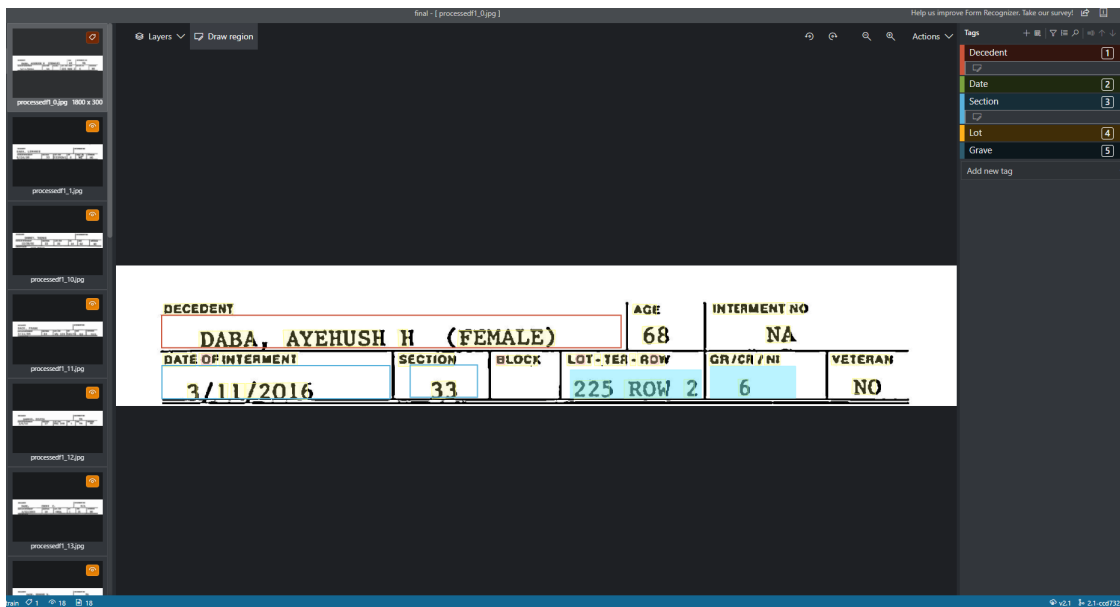 final - [ processedf1_0.jpg ]
Help us improve Form Recognizer. Take our survey!
Layers
Draw region
Actions
Tags
Decedent 1
Date 2
Section 3
Lot 4
Grave 5
Add new tag
processedf1_0.jpg 1800 x 300
processedf1_1.jpg
processedf1_10.jpg
processedf1_11.jpg
processedf1_12.jpg
processedf1_13.jpg
DECEDENT AGE INTERMENT NO
DABA, AYEHUSH H (FEMALE) 68 NA
DATE OF INTERMENT SECTION BLOCK LOT-TER-ROW GR/CR/NI VETERAN
3/11/2016 33 225 ROW 2 6 NO
train 1 18 18
v2.1 2.1-ccd732